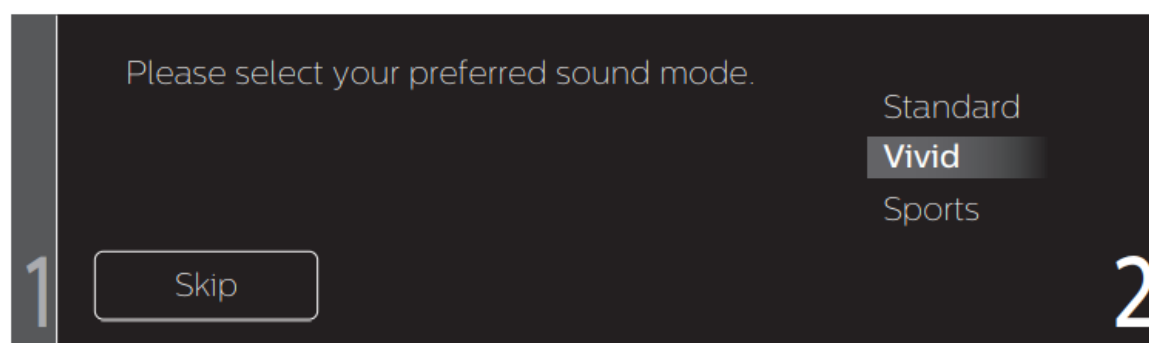 Please select your preferred sound mode.
Standard
Vivid
Sports
1
Skip
2